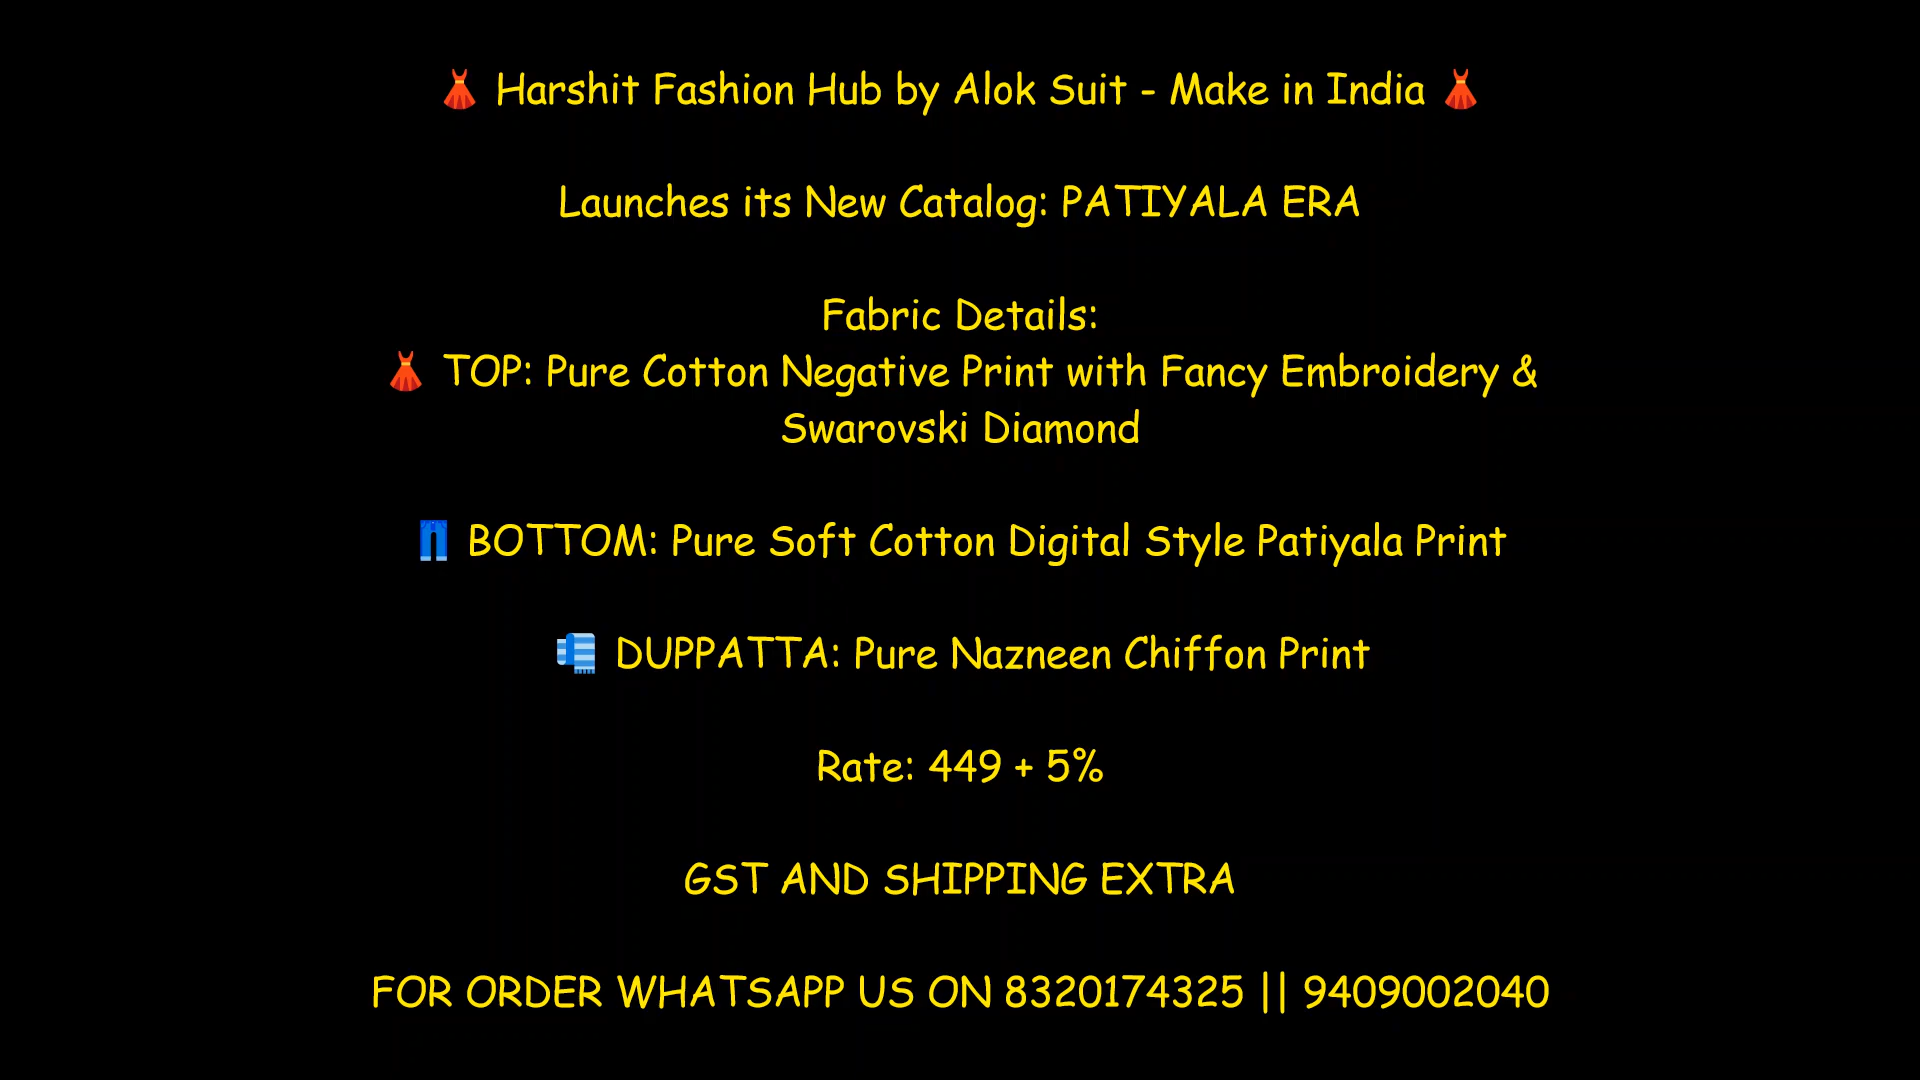 👗 Harshit Fashion Hub by Alok Suit - Make in India 👗
Launches its New Catalog: PATIYALA ERA
Fabric Details:
👗 TOP: Pure Cotton Negative Print with Fancy Embroidery &
Swarovski Diamond
👖 BOTTOM: Pure Soft Cotton Digital Style Patiyala Print
🧣 DUPPATTA: Pure Nazneen Chiffon Print
Rate: 449 + 5%
GST AND SHIPPING EXTRA
FOR ORDER WHATSAPP US ON 8320174325 || 9409002040